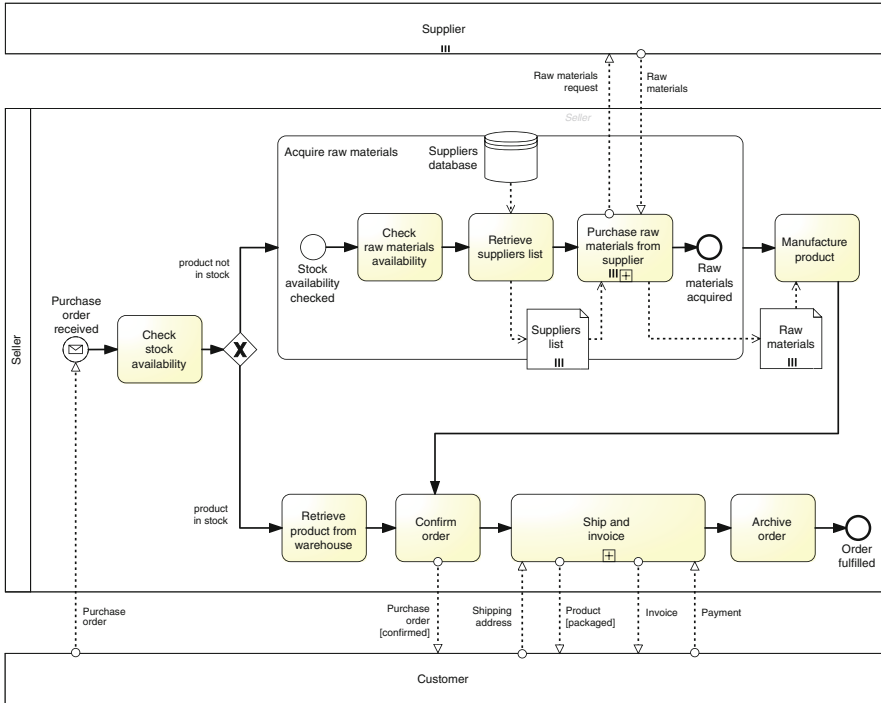 Supplier
Raw materials
request
Raw
materials
Seller
Seller
Acquire raw materials
Suppliers
database
Check
raw materials
availability
Retrieve
suppliers list
Purchase raw
materials from
supplier
Manufacture
product
product not
in stock
Stock
availability
checked
Raw
materials
acquired
Purchase
order
received
Check
stock
availability
X
Suppliers
list
Raw
materials
product
in stock
Retrieve
product from
warehouse
Confirm
order
Ship and
invoice
Archive
order
Order
fulfilled
Purchase
order
Purchase
order
[confirmed]
Shipping
address
Product
[packaged]
Invoice
Payment
Customer